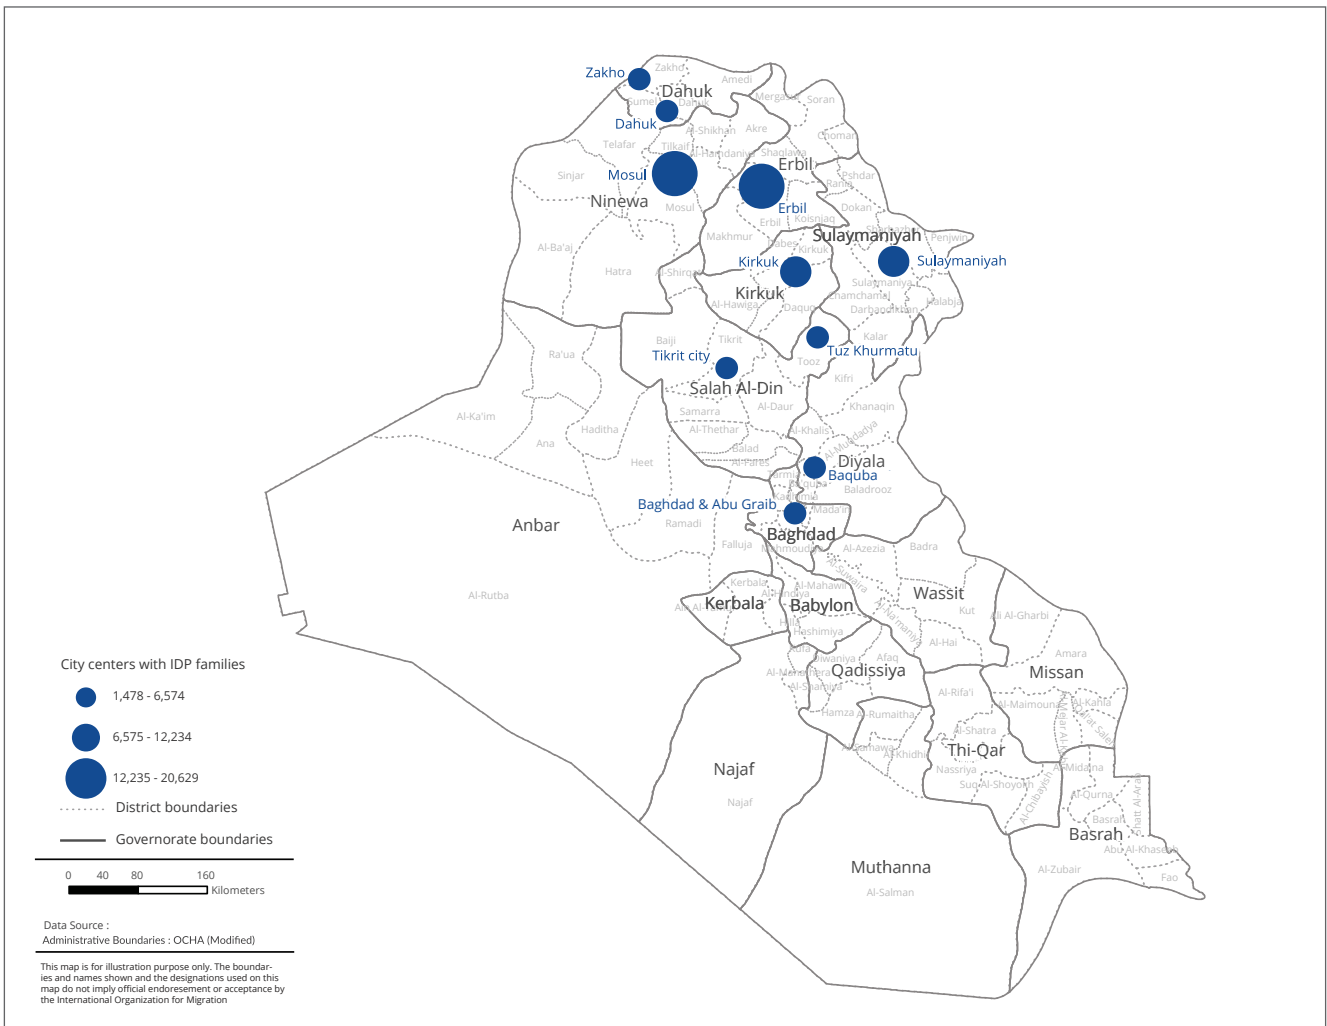 Zakho
Zakho
Amedi
Dahuk
Sumel
Dahuk
Mergasur
Soran
Dahuk
Al-Shikhan
Akre
Choman
Telafar
Tilkaif
Al-Hamdaniya
Shaqlawa
Erbil
Sinjar
Mosul
Rania
Pshdar
Ninewa
Mosul
Erbil
Dokan
Erbil
Koisnjaq
Makhmur
Dabes
Kirkuk
Sulaymaniyah
Sharbazher
Penjwin
Al-Ba'aj
Hatra
Al-Shirqat
Kirkuk
Sulaymaniyah
Kirkuk
Sulaymaniya
Chamchamal
Halabja
Al-Hawiga
Daquq
Darbandikhan
Baiji
Tikrit
Kalar
Ra'ua
Tikrit city
Tooz
Tuz Khurmatu
Salah Al-Din
Kifri
Al-Ka'im
Samarra
Al-Daur
Khanaqin
Haditha
Al-Thethar
Al-Khalis
Al-Muqdadya
Ana
Balad
Heet
Al-Fares
Diyala
Tarmia
Baquba
Ba'quba
Baladrooz
Kadhimia
Baghdad & Abu Graib
Mada'in
Anbar
Ramadi
Baghdad
Falluja
Mahmoudiya
Al-Azezia
Badra
Al-Suwaira
Al-Rutba
Kerbala
Al-Mahawil
Al-Hindiya
Wassit
Kerbala
Babylon
Al-Na'maniya
Kut
Ali Al-Gharbi
Hilla
Hashimiya
Al-Hai
Kufa
Diwaniya
Afaq
Amara
Al-Manathera
Qadissiya
Missan
Al-Shamiya
Al-Rifa'i
Al-Maimouna
Al-Kahla
Hamza
Al-Rumaitha
Qalat Saleh
Al-Shatra
Al-Samawa
Al-Khidhir
Thi-Qar
Najaf
Nassriya
Al-Midaina
Suq Al-Shoyokh
Al-Chibayish
Al-Qurna
Shatt Al-Arab
Najaf
Basrah
Basrah
Abu Al-Khaseeb
Muthanna
Al-Zubair
Fao
Al-Salman
City centers with IDP families
1,478 - 6,574
6,575 - 12,234
12,235 - 20,629
District boundaries
Governorate boundaries
0 40 80 160
Kilometers
Data Source :
Administrative Boundaries : OCHA (Modified)
This map is for illustration purpose only. The boundar-
ies and names shown and the designations used on this
map do not imply official endoresement or acceptance by
the International Organization for Migration